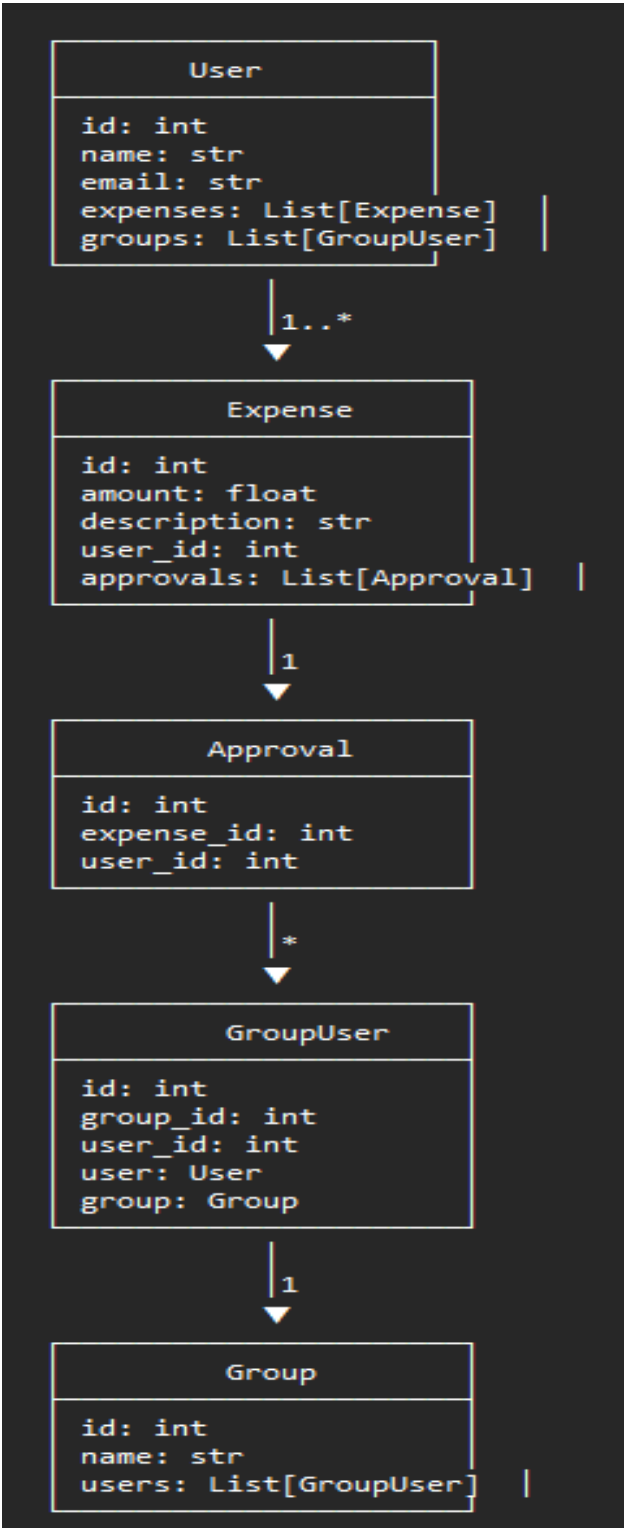 User
id: int
name: str
email: str
expenses: List[Expense]
groups: List[GroupUser]
1..*
Expense
id: int
amount: float
description: str
user_id: int
approvals: List[Approval]
1
Approval
id: int
expense_id: int
user_id: int
*
GroupUser
id: int
group_id: int
user_id: int
user: User
group: Group
1
Group
id: int
name: str
users: List[GroupUser]